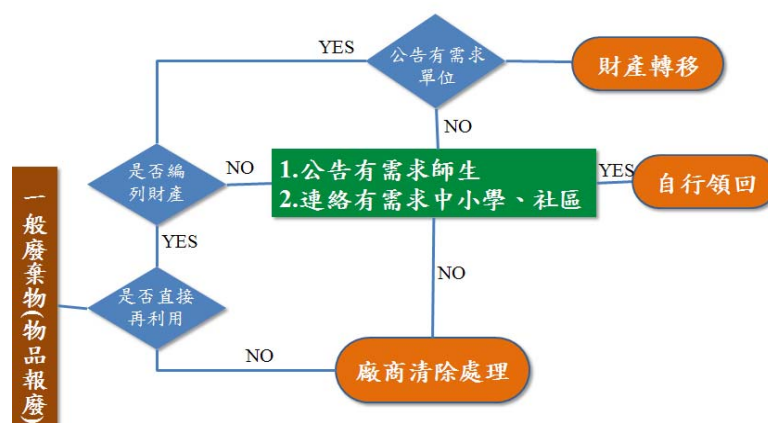 YES
公告有需求
單位
財產轉移
NO
是否編
列財產
NO
1.公告有需求師生
2.連絡有需求中小學、社區
YES
自行領回
一般廢棄物(物品報廢)
YES
NO
是否直接
再利用
NO
廠商清除處理